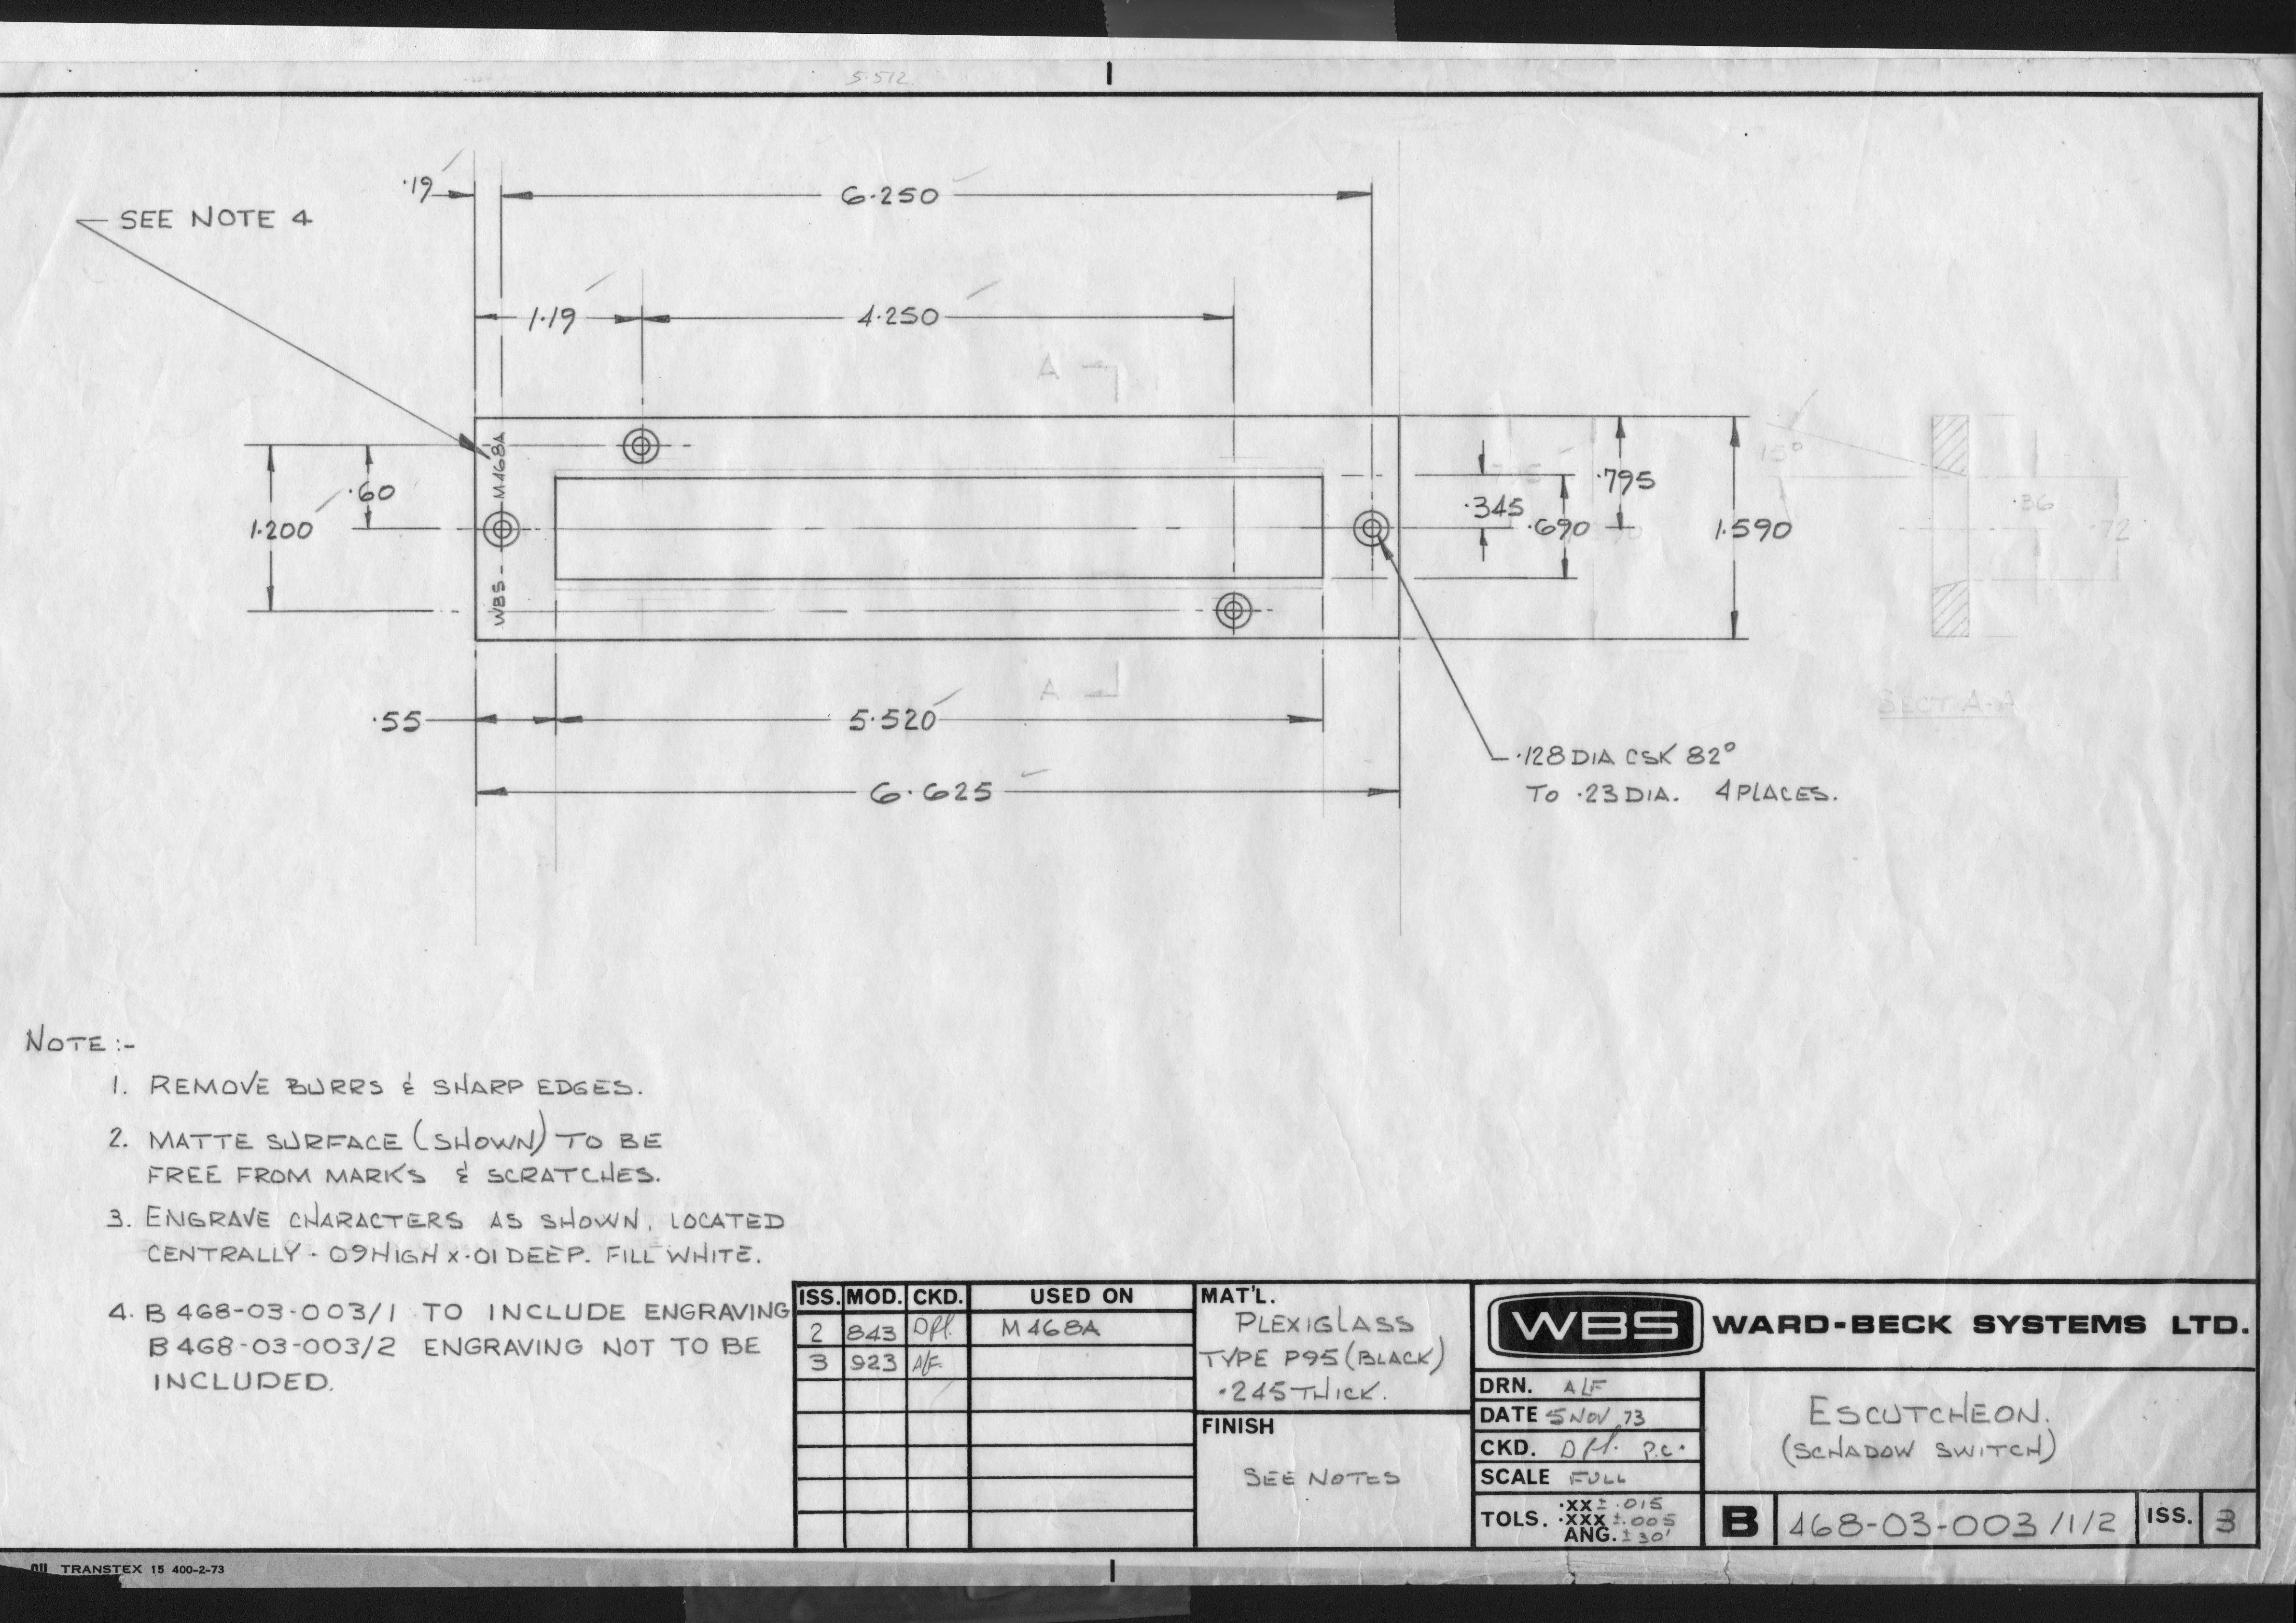 5.512
.19
6.250
SEE NOTE 4
1.19
4.250
A
M468A
WBS -
.60
1.200
.795
.345
.690
1.590
15°
.36
.72
A
SECT. A-A
.55
5.520
6.625
.128 DIA CSK 82°
TO .23 DIA. 4 PLACES.
NOTE :-
1. REMOVE BURRS & SHARP EDGES.
2. MATTE SURFACE (SHOWN) TO BE
FREE FROM MARKS & SCRATCHES.
3. ENGRAVE CHARACTERS AS SHOWN, LOCATED
CENTRALLY .09 HIGH x .01 DEEP. FILL WHITE.
4. B 468-03-003/1 TO INCLUDE ENGRAVING
B 468-03-003/2 ENGRAVING NOT TO BE
INCLUDED.
ISS. MOD. CKD. USED ON
2 843 M468A
3 923 A/F.
MAT'L.
PLEXIGLASS
TYPE P95 (BLACK)
.245 THICK.
FINISH
SEE NOTES
WBS WARD-BECK SYSTEMS LTD.
DRN. ALF
DATE 5 NOV 73
CKD. P.C.
SCALE FULL
TOLS. .XX ± .015
.XXX ± .005
ANG. ± 30'
ESCUTCHEON.
(SCHADOW SWITCH)
B 468-03-003 /1/2 ISS. 3
TRANSTEX 15 400-2-73